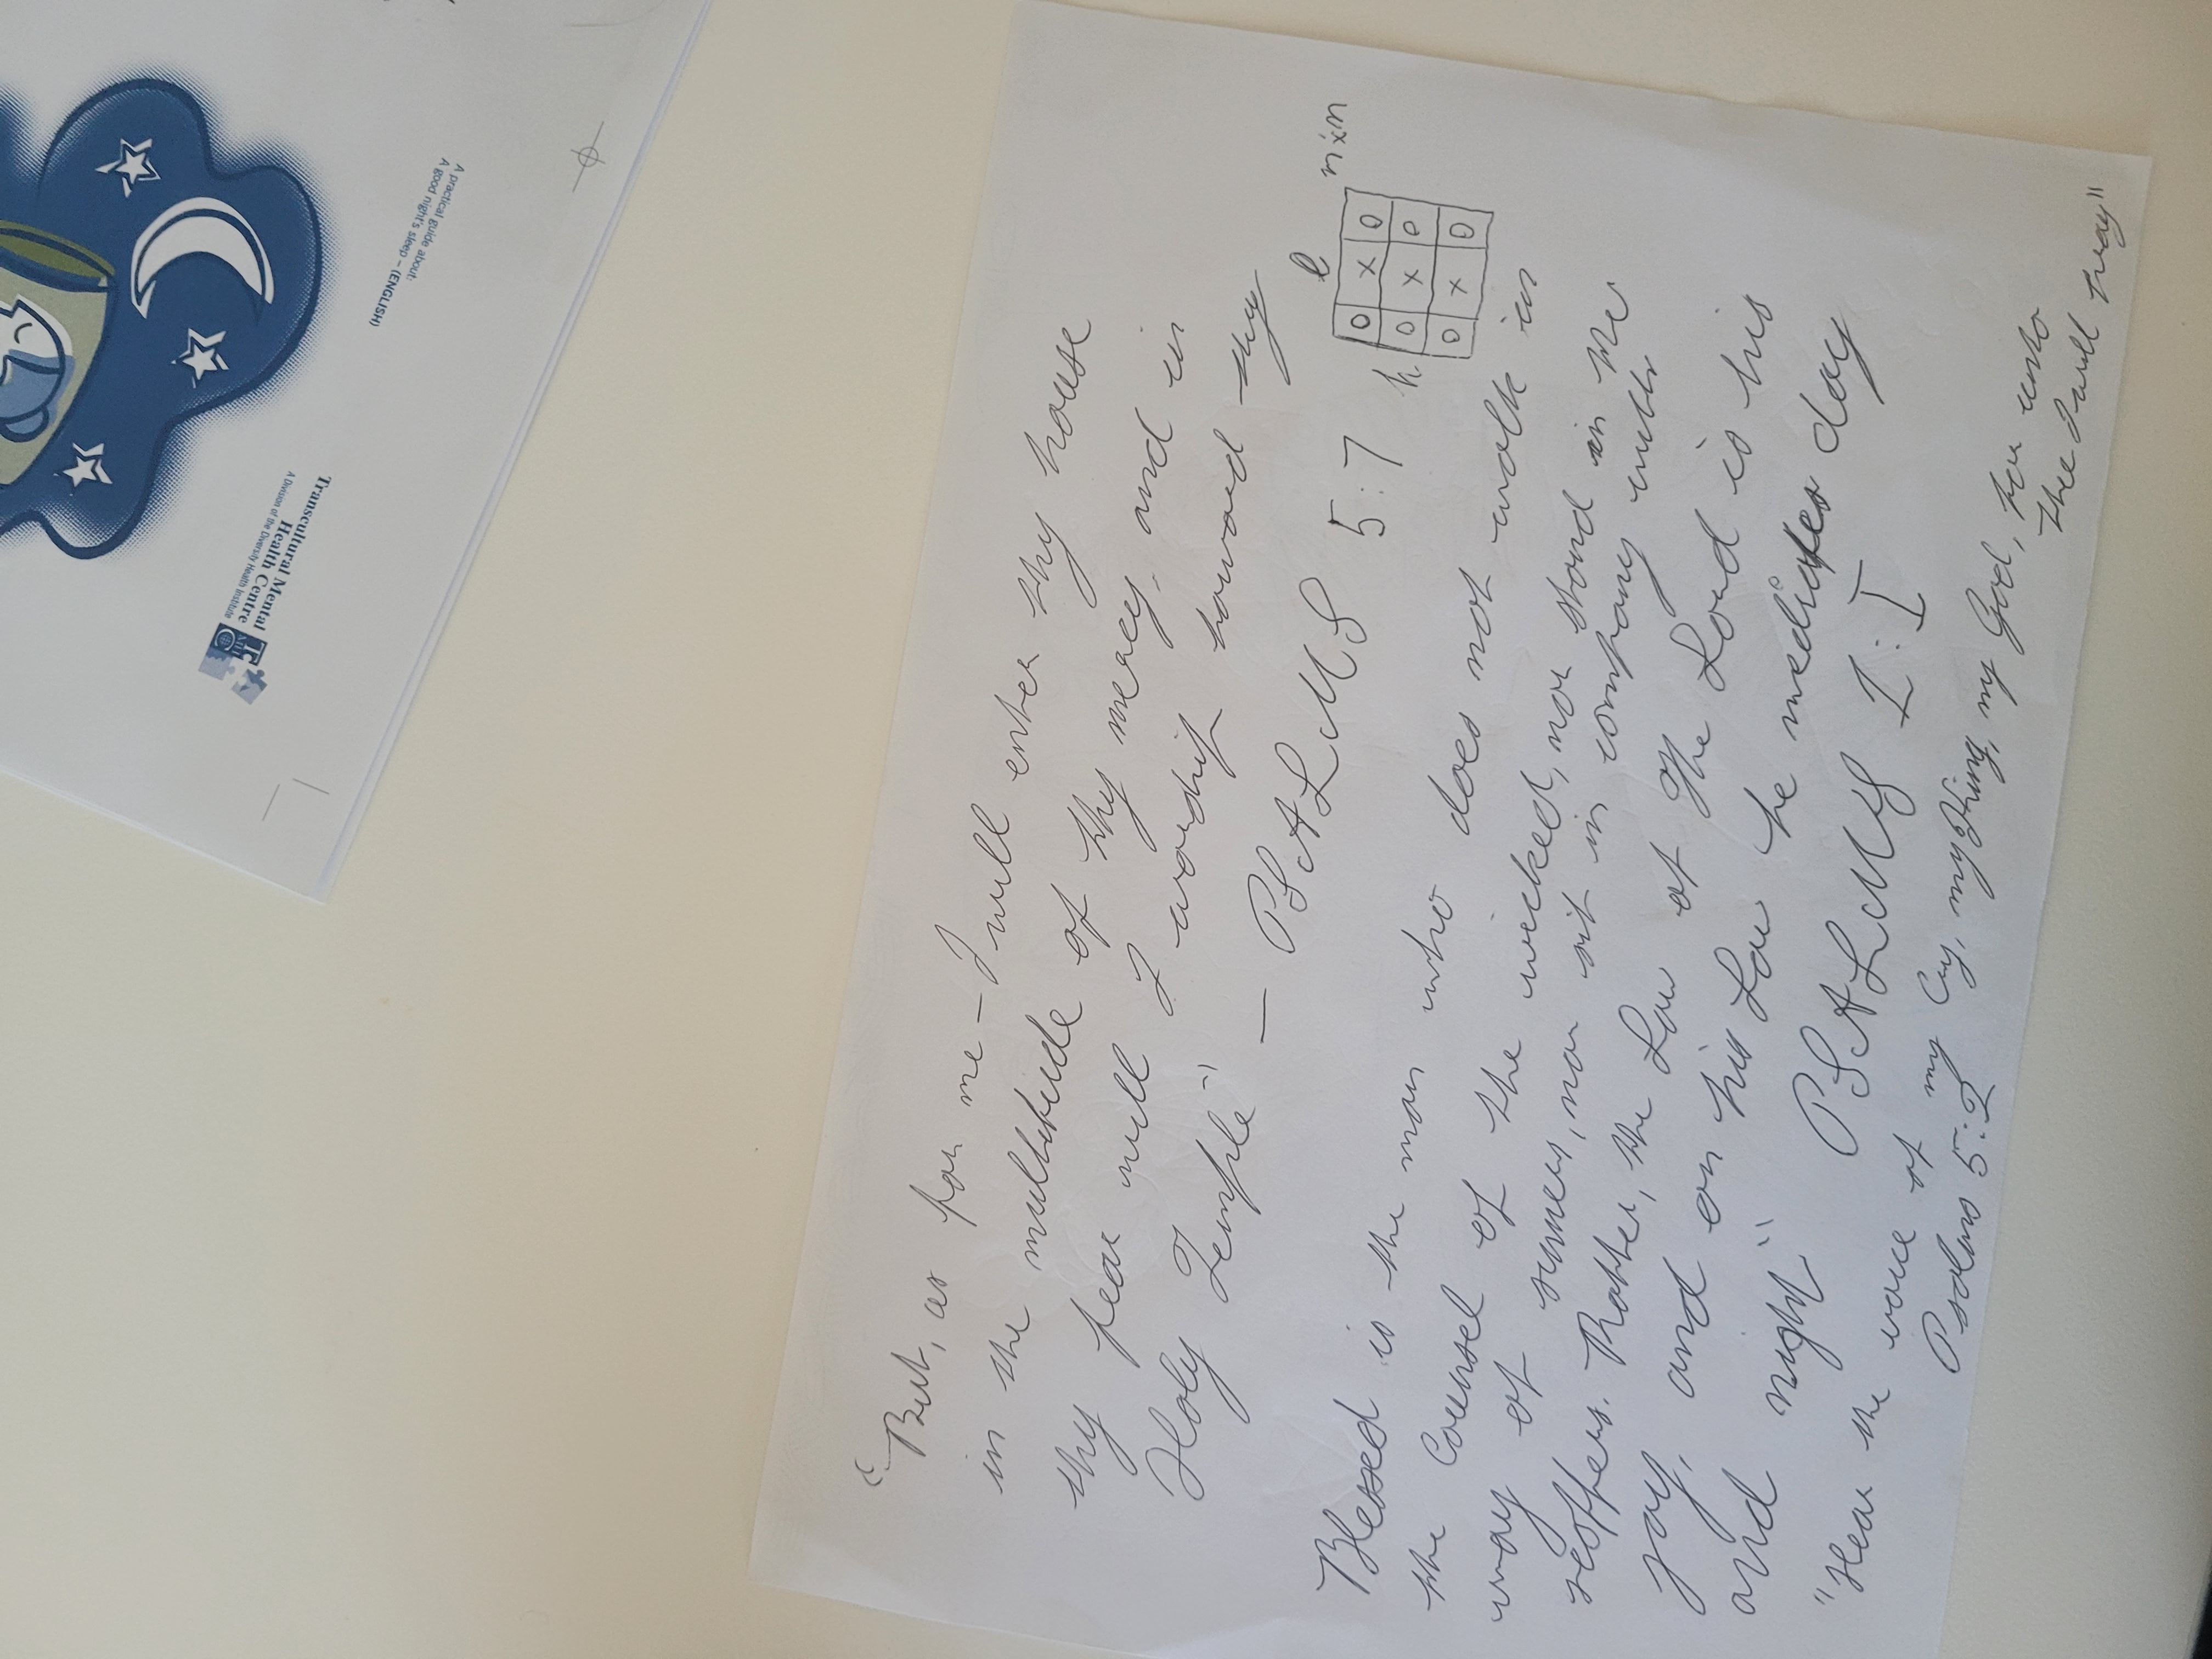 Transcultural Mental
Health Centre
A Division of the Diversity Health Institute
A practical guide about:
A good night's sleep – (ENGLISH)
"But, as for me – I will enter thy house
in the multitude of thy mercy, and in
thy fear will I worship toward thy
Holy Temple" – PSALMS 5:7
l
n×n
h
O X O
O X O
O X O
Blessed is the man who does not walk in
the Counsel of the wicked, nor stand in the
way of sinners, nor sit in company with
scoffers. Rather, the Law of The Lord is his
joy, and on his Law he mediates day
and night" PSALMS 1:1
"Hear the voice of my Cry, my King, my God, for unto
thee I will pray"
Psalms 5:2